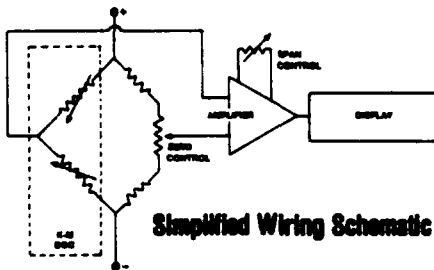 +
SPAN
CONTROL
AMPLIFIER
DISPLAY
ZERO
CONTROL
Simplified Wiring Schematic
-